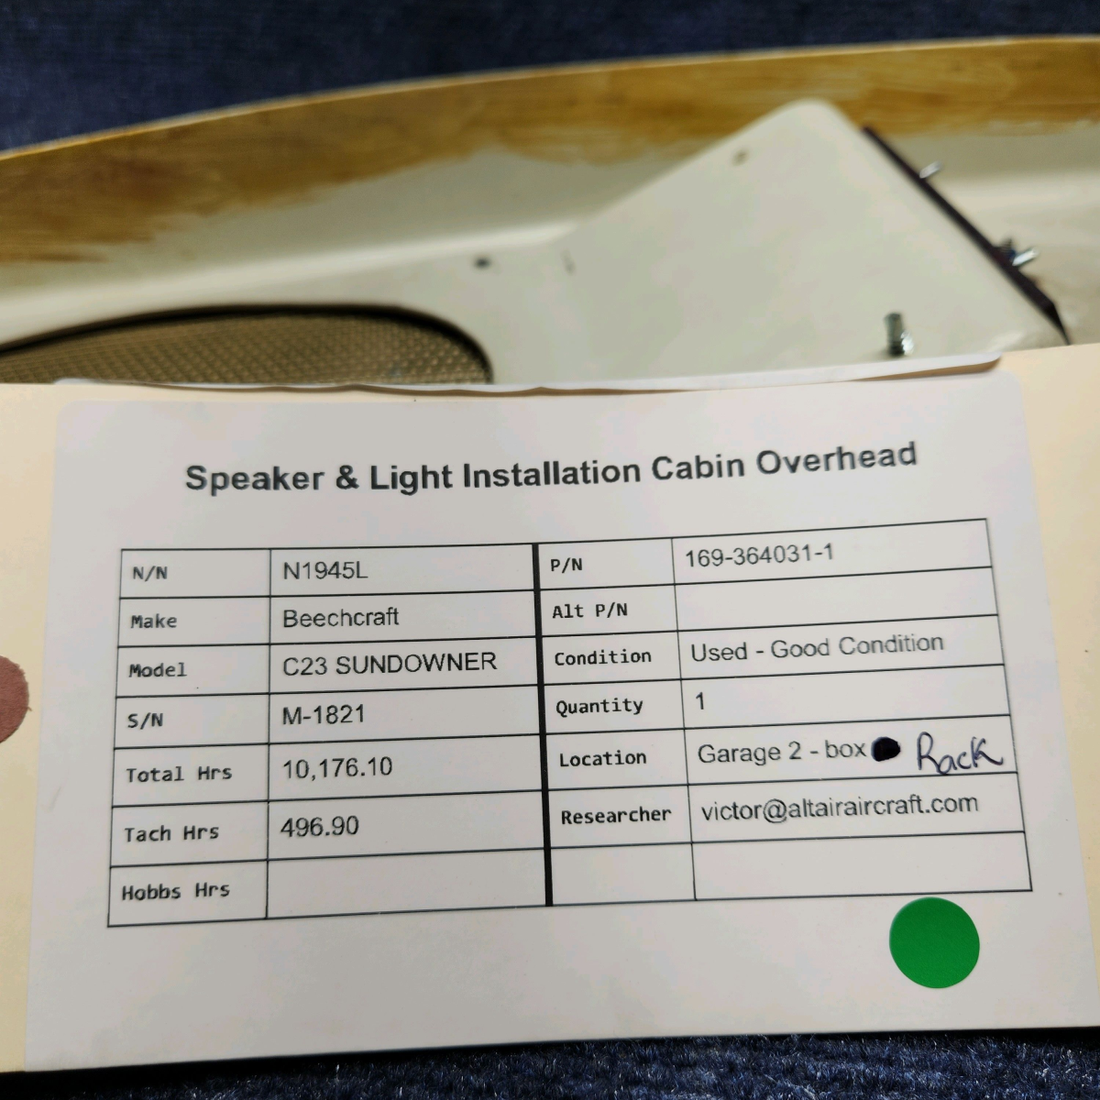 Speaker & Light Installation Cabin Overhead
N/N N1945L P/N 169-364031-1
Make Beechcraft Alt P/N
Model C23 SUNDOWNER Condition Used - Good Condition
S/N M-1821 Quantity 1
Total Hrs 10,176.10 Location Garage 2 - box Rack
Tach Hrs 496.90 Researcher victor@altairaircraft.com
Hobbs Hrs